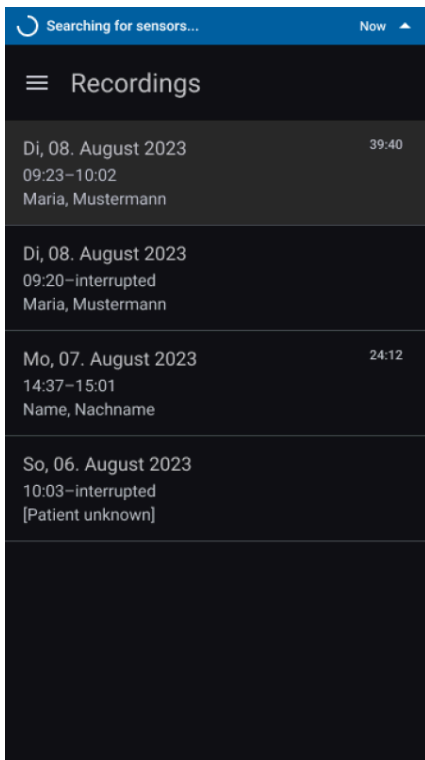 Searching for sensors... Now
Recordings
Di, 08. August 2023 39:40
09:23–10:02
Maria, Mustermann
Di, 08. August 2023
09:20–interrupted
Maria, Mustermann
Mo, 07. August 2023 24:12
14:37–15:01
Name, Nachname
So, 06. August 2023
10:03–interrupted
[Patient unknown]